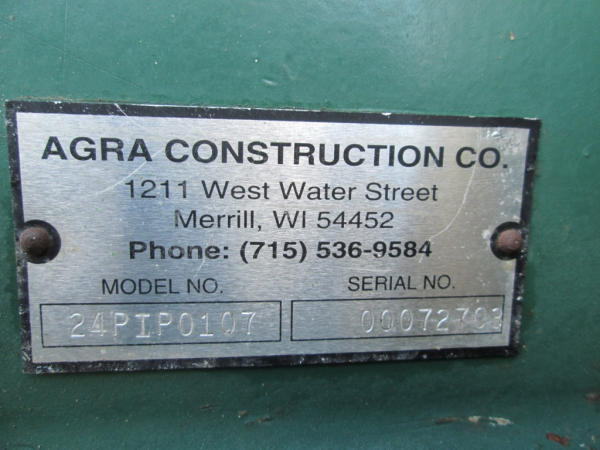 AGRA CONSTRUCTION CO.
1211 West Water Street
Merrill, WI 54452
Phone: (715) 536-9584
MODEL NO. SERIAL NO.
24PIP0107 00072703